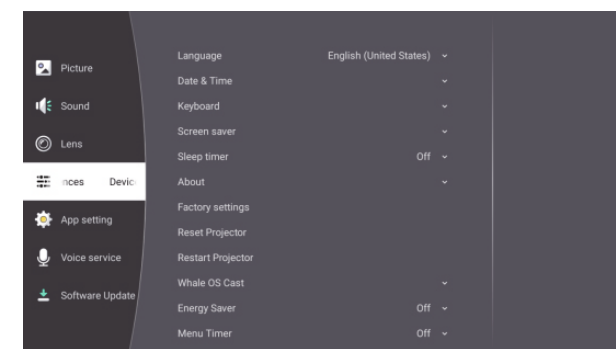 Picture
Sound
Lens
nces Devic
App setting
Voice service
Software Update
Language English (United States)
Date & Time
Keyboard
Screen saver
Sleep timer Off
About
Factory settings
Reset Projector
Restart Projector
Whale OS Cast
Energy Saver Off
Menu Timer Off